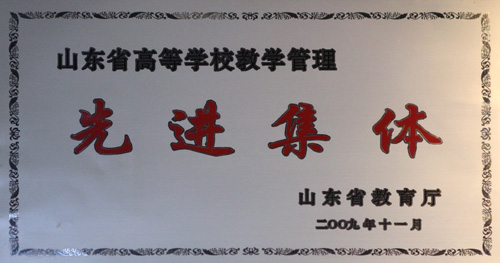 山东省高等学校教学管理
先进集体
山东省教育厅
二〇〇九年十一月